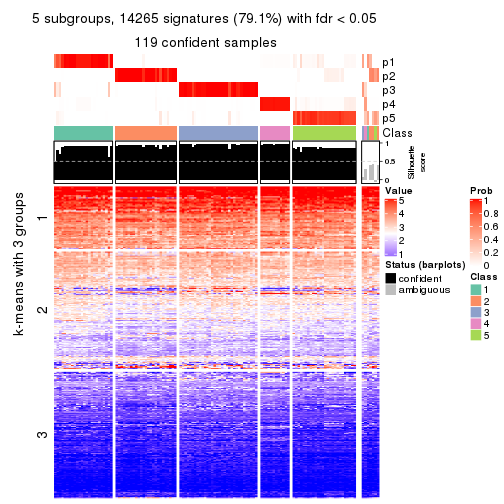 5 subgroups, 14265 signatures (79.1%) with fdr < 0.05
119 confident samples
p1
p2
p3
p4
p5
Class
1
0.5
0
Silhouette
score
k-means with 3 groups
1
2
3
Value
5
4
3
2
1
Status (barplots)
confident
ambiguous
Prob
1
0.8
0.6
0.4
0.2
0
Class
1
2
3
4
5